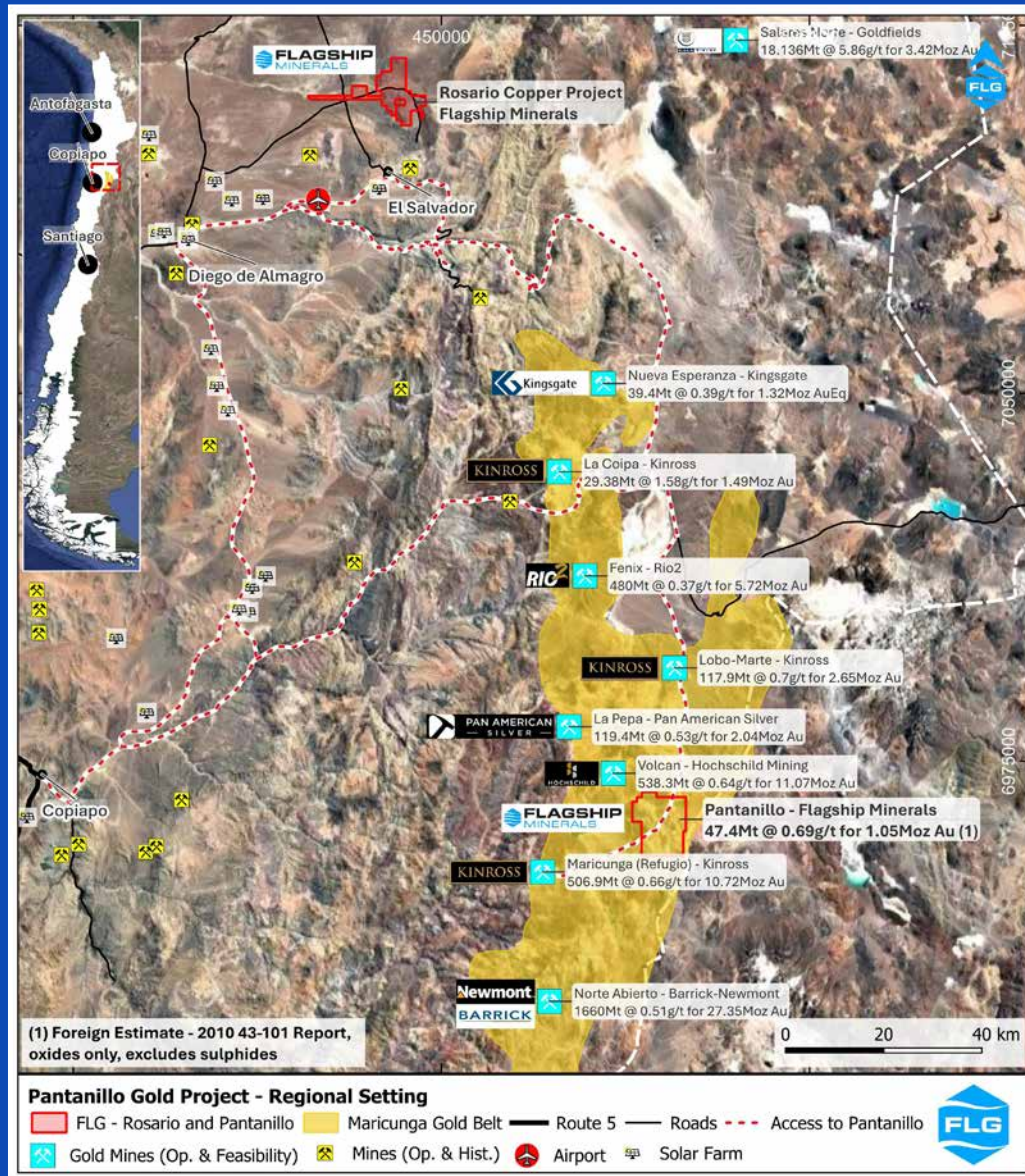 450000
Salares Norte - Goldfields
18.136Mt @ 5.86g/t for 3.42Moz Au
FLG
FLAGSHIP
MINERALS
Rosario Copper Project
Flagship Minerals
Antofagasta
Copiapo
Santiago
El Salvador
Diego de Almagro
7050000
Kingsgate
Nueva Esperanza - Kingsgate
39.4Mt @ 0.39g/t for 1.32Moz AuEq
KINROSS
La Coipa - Kinross
29.38Mt @ 1.58g/t for 1.49Moz Au
RIO2
Fenix - Rio2
480Mt @ 0.37g/t for 5.72Moz Au
KINROSS
Lobo-Marte - Kinross
117.9Mt @ 0.7g/t for 2.65Moz Au
PAN AMERICAN
SILVER
La Pepa - Pan American Silver
119.4Mt @ 0.53g/t for 2.04Moz Au
6975000
HOCHSCHILD
Volcan - Hochschild Mining
538.3Mt @ 0.64g/t for 11.07Moz Au
Copiapo
FLAGSHIP
MINERALS
Pantanillo - Flagship Minerals
47.4Mt @ 0.69g/t for 1.05Moz Au (1)
KINROSS
Maricunga (Refugio) - Kinross
506.9Mt @ 0.66g/t for 10.72Moz Au
Newmont
BARRICK
Norte Abierto - Barrick-Newmont
1660Mt @ 0.51g/t for 27.35Moz Au
(1) Foreign Estimate - 2010 43-101 Report,
oxides only, excludes sulphides
0 20 40 km
Pantanillo Gold Project - Regional Setting
FLG - Rosario and Pantanillo Maricunga Gold Belt Route 5 Roads Access to Pantanillo
Gold Mines (Op. & Feasibility) Mines (Op. & Hist.) Airport Solar Farm
FLG